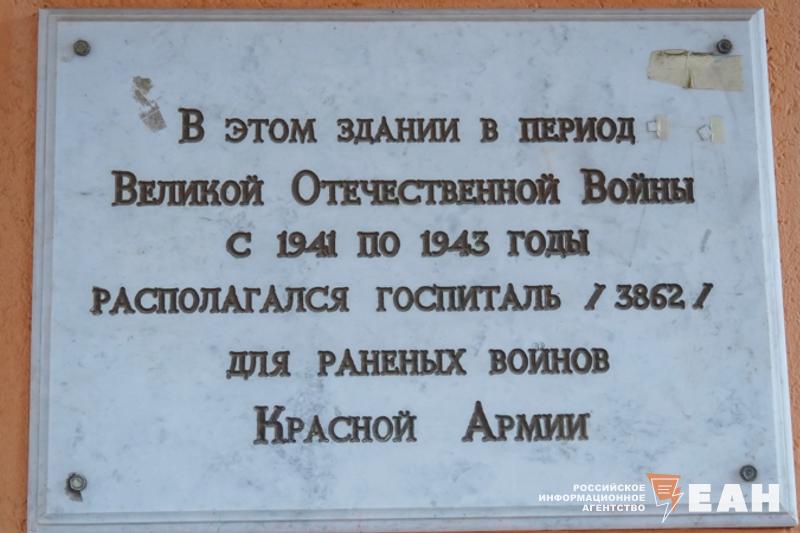 В ЭТОМ ЗДАНИИ В ПЕРИОД
ВЕЛИКОЙ ОТЕЧЕСТВЕННОЙ ВОЙНЫ
С 1941 ПО 1943 ГОДЫ
РАСПОЛАГАЛСЯ ГОСПИТАЛЬ /3862/
ДЛЯ РАНЕНЫХ ВОЙНОВ
КРАСНОЙ АРМИИ
РОССИЙСКОЕ
ИНФОРМАЦИОННОЕ
АГЕНТСТВО
ЕАН